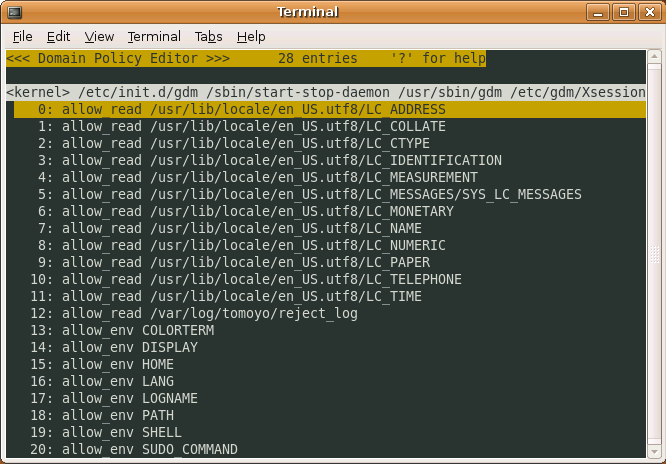 Terminal
File Edit View Terminal Tabs Help
<<< Domain Policy Editor >>> 28 entries '?' for help
<kernel> /etc/init.d/gdm /sbin/start-stop-daemon /usr/sbin/gdm /etc/gdm/Xsession
0: allow_read /usr/lib/locale/en_US.utf8/LC_ADDRESS
1: allow_read /usr/lib/locale/en_US.utf8/LC_COLLATE
2: allow_read /usr/lib/locale/en_US.utf8/LC_CTYPE
3: allow_read /usr/lib/locale/en_US.utf8/LC_IDENTIFICATION
4: allow_read /usr/lib/locale/en_US.utf8/LC_MEASUREMENT
5: allow_read /usr/lib/locale/en_US.utf8/LC_MESSAGES/SYS_LC_MESSAGES
6: allow_read /usr/lib/locale/en_US.utf8/LC_MONETARY
7: allow_read /usr/lib/locale/en_US.utf8/LC_NAME
8: allow_read /usr/lib/locale/en_US.utf8/LC_NUMERIC
9: allow_read /usr/lib/locale/en_US.utf8/LC_PAPER
10: allow_read /usr/lib/locale/en_US.utf8/LC_TELEPHONE
11: allow_read /usr/lib/locale/en_US.utf8/LC_TIME
12: allow_read /var/log/tomoyo/reject_log
13: allow_env COLORTERM
14: allow_env DISPLAY
15: allow_env HOME
16: allow_env LANG
17: allow_env LOGNAME
18: allow_env PATH
19: allow_env SHELL
20: allow_env SUDO_COMMAND